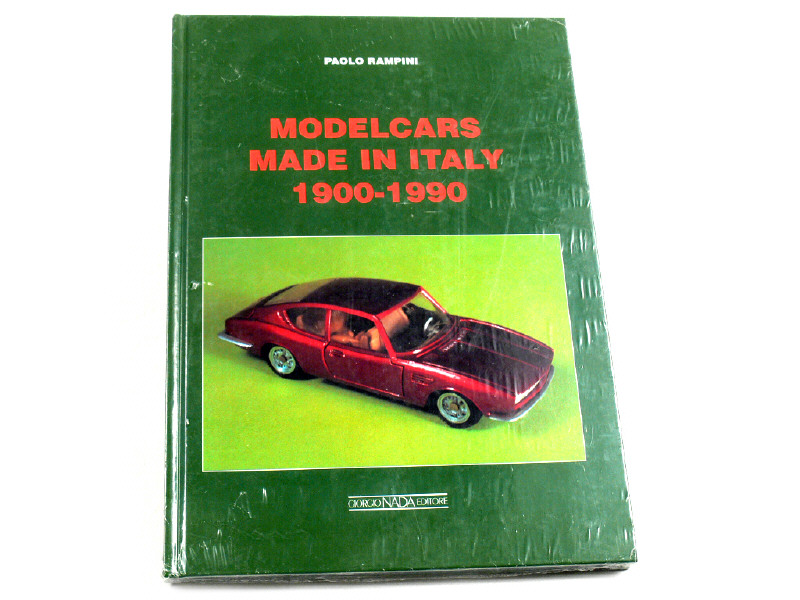 PAOLO RAMPINI
MODELCARS
MADE IN ITALY
1900-1990
GIORGIO NADA EDITORE